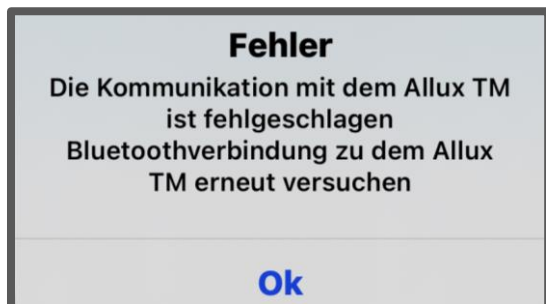 Fehler
Die Kommunikation mit dem Allux TM
ist fehlgeschlagen
Bluetoothverbindung zu dem Allux
TM erneut versuchen
Ok